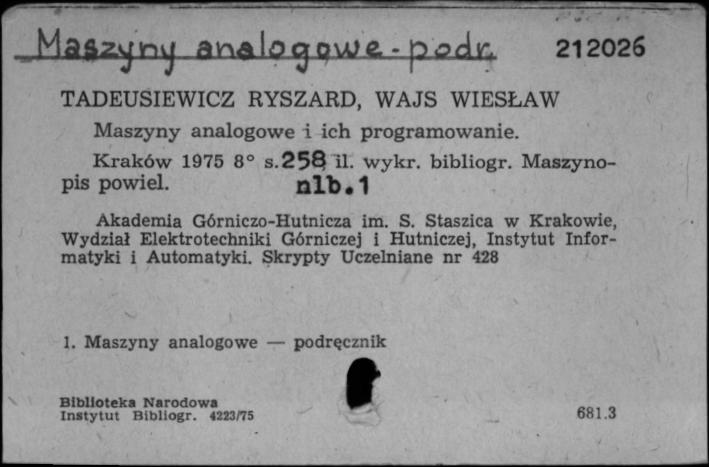 Maszyny analogowe - podr.
212026
TADEUSIEWICZ RYSZARD, WAJS WIESŁAW
Maszyny analogowe i ich programowanie.
Kraków 1975 8° s. 258 il. wykr. bibliogr. Maszyno-
pis powiel. nlb. 1
Akademia Górniczo-Hutnicza im. S. Staszica w Krakowie,
Wydział Elektrotechniki Górniczej i Hutniczej, Instytut Infor-
matyki i Automatyki. Skrypty Uczelniane nr 428
1. Maszyny analogowe — podręcznik
Biblioteka Narodowa
Instytut Bibliogr. 4223/75
681.3